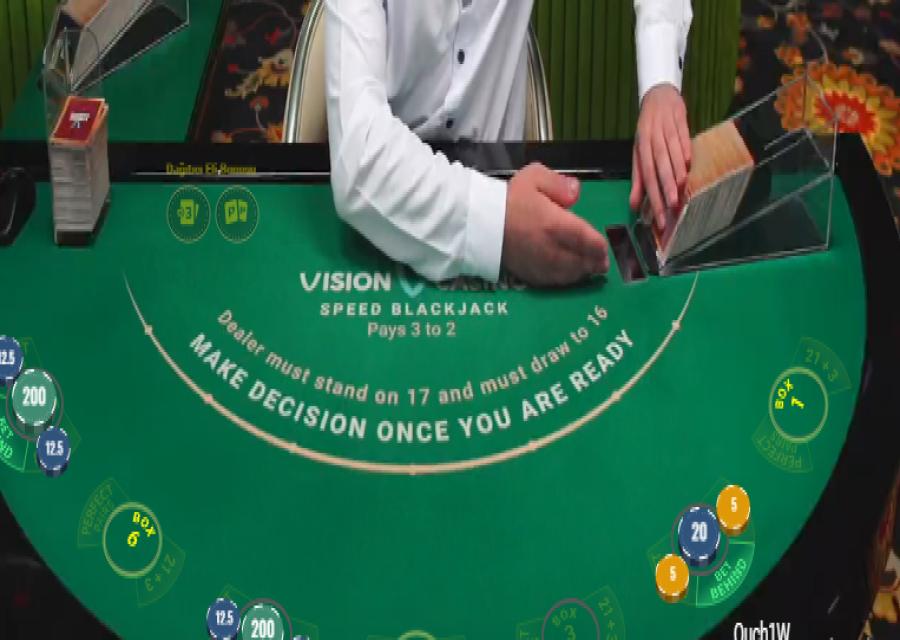 VISION
SPEED BLACKJACK
Pays 3 to 2
Dealer must stand on 17 and must draw to 16
MAKE DECISION ONCE YOU ARE READY
12.5
200
12.5
PERFECT
PAIRS
BOX
6
21+3
12.5
200
BOX
3
21+3
5
20
5
BET
BEHIND
21+3
BOX
1
PERFECT
PAIRS
Ouch1W